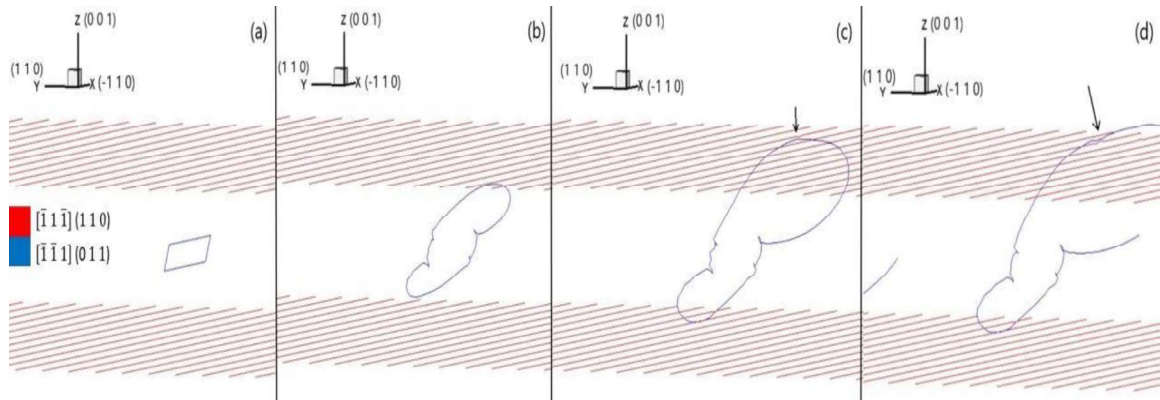 (a)
Z (0 0 1)
(1 1 0)
Y
X (-1 1 0)
[1̄ 1 1̄] (1 1 0)
[1̄ 1̄ 1] (0 1 1)
(b)
Z (0 0 1)
(1 1 0)
Y
X (-1 1 0)
(c)
Z (0 0 1)
(1 1 0)
Y
X (-1 1 0)
(d)
Z (0 0 1)
(1 1 0)
Y
X (-1 1 0)